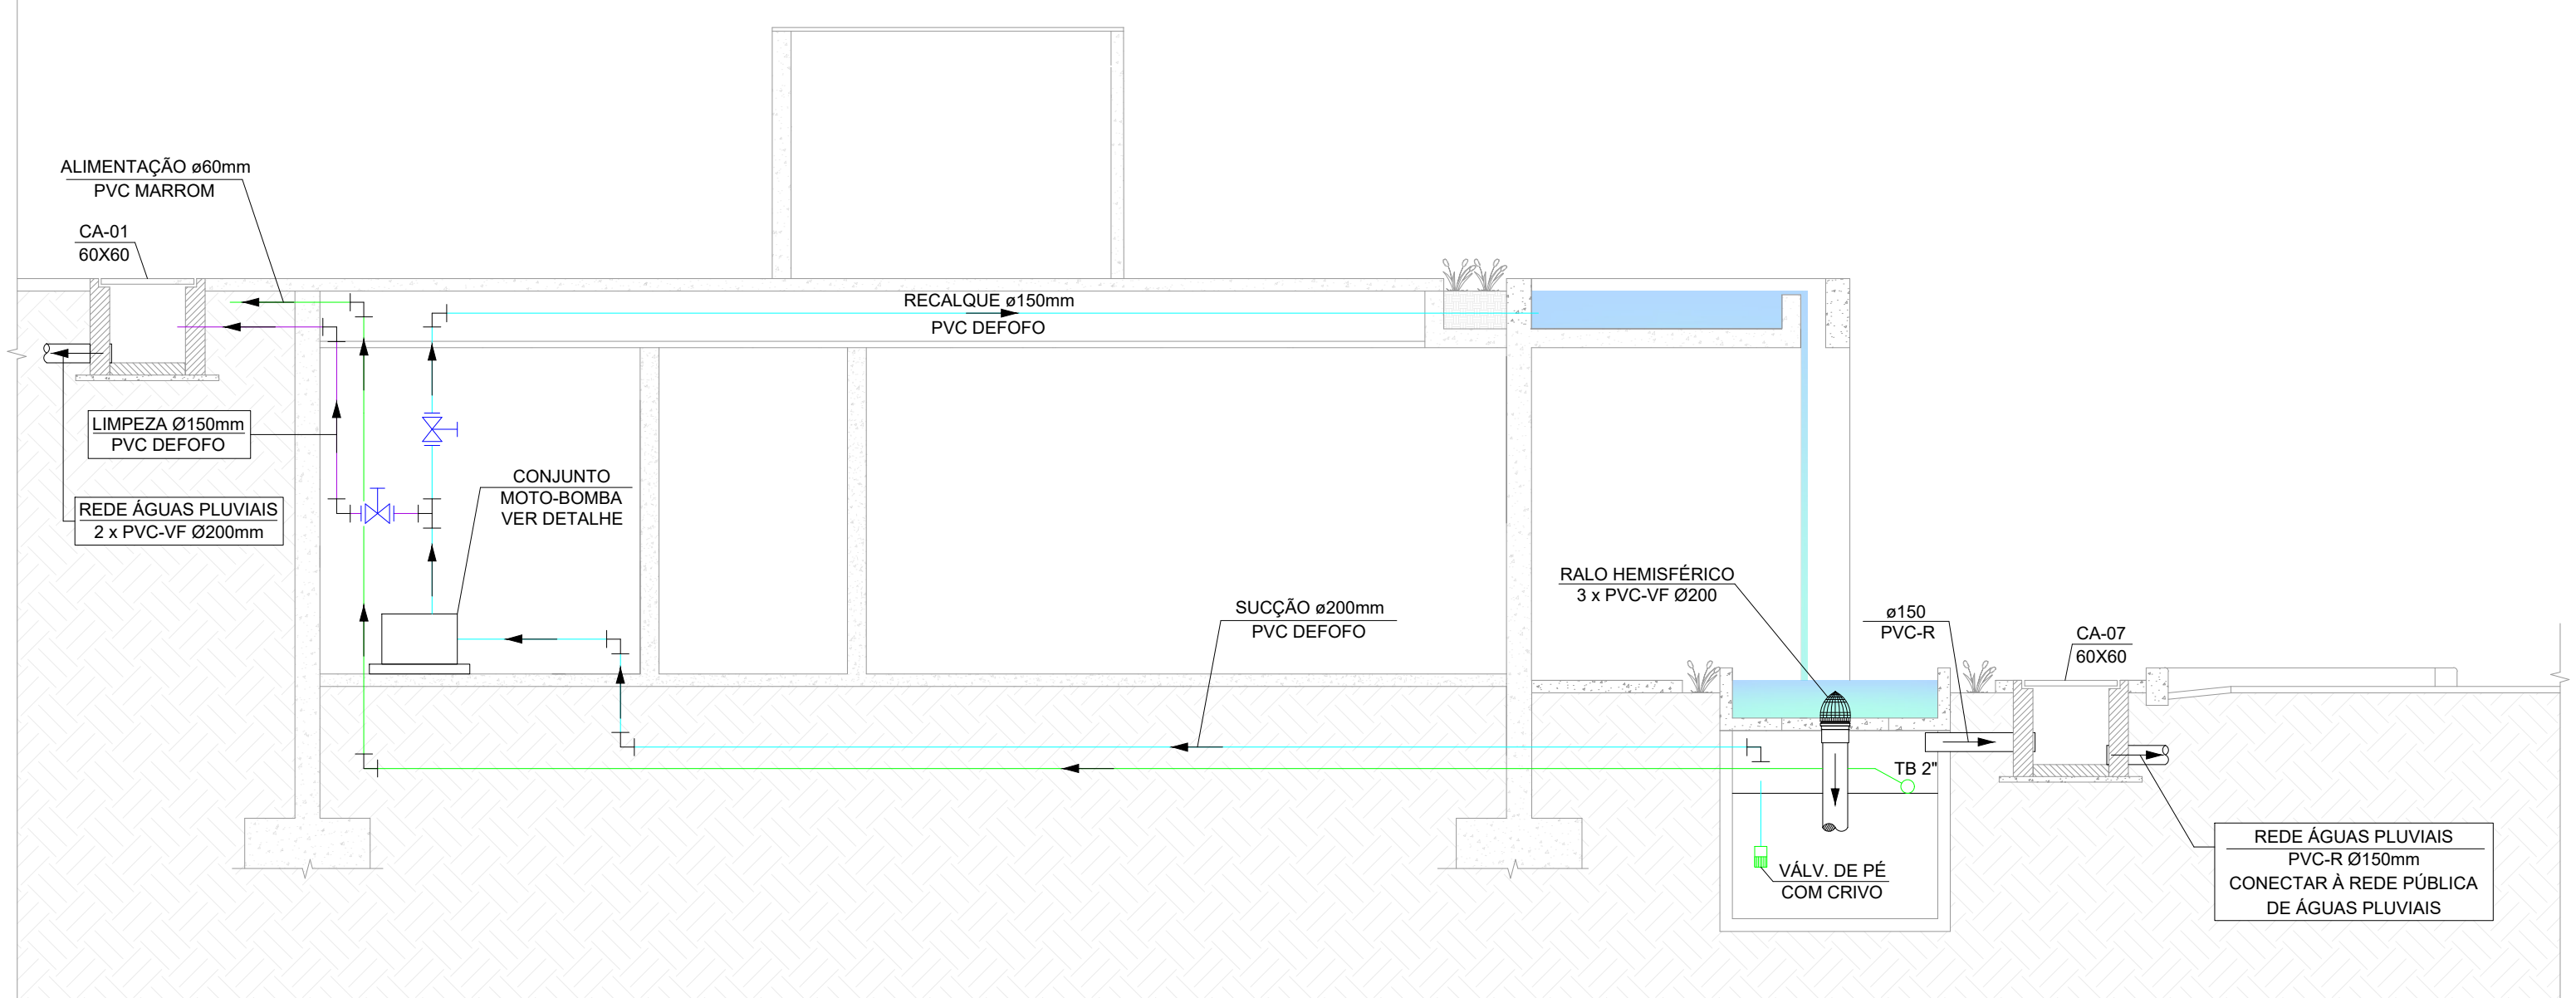 ALIMENTAÇÃO ø60mm
PVC MARROM
CA-01
60X60
RECALQUE ø150mm
PVC DEFOFO
LIMPEZA Ø150mm
PVC DEFOFO
REDE ÁGUAS PLUVIAIS
2 x PVC-VF Ø200mm
CONJUNTO
MOTO-BOMBA
VER DETALHE
SUCÇÃO ø200mm
PVC DEFOFO
RALO HEMISFÉRICO
3 x PVC-VF Ø200
ø150
PVC-R
CA-07
60X60
TB 2"
VÁLV. DE PÉ
COM CRIVO
REDE ÁGUAS PLUVIAIS
PVC-R Ø150mm
CONECTAR À REDE PÚBLICA
DE ÁGUAS PLUVIAIS